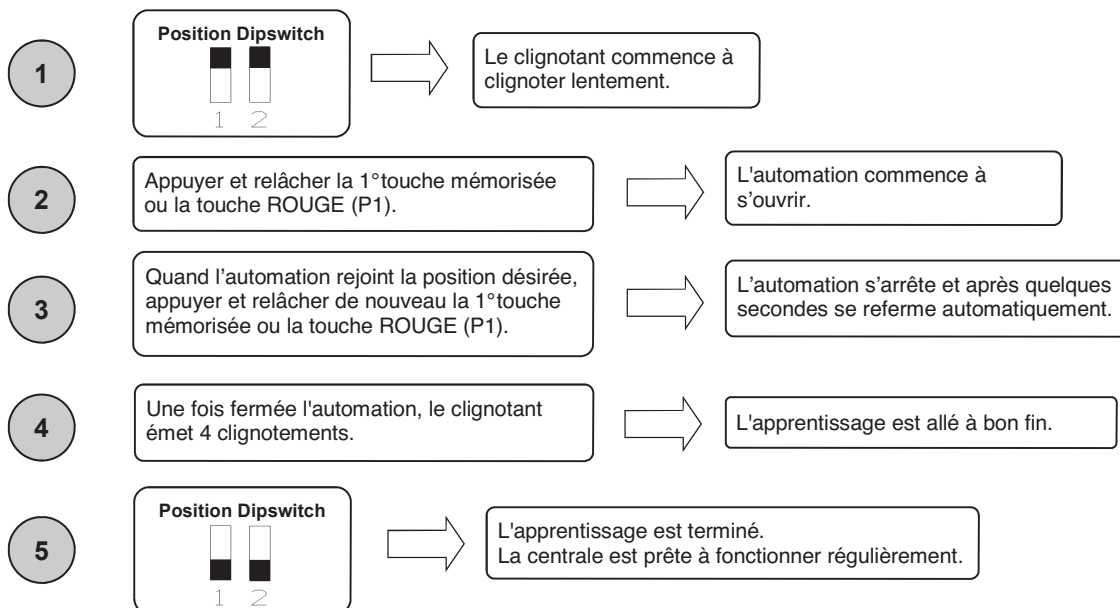 1
Position Dipswitch
1 2
Le clignotant commence à
clignoter lentement.
2
Appuyer et relâcher la 1°touche mémorisée
ou la touche ROUGE (P1).
L'automation commence à
s’ouvrir.
3
Quand l’automation rejoint la position désirée,
appuyer et relâcher de nouveau la 1°touche
mémorisée ou la touche ROUGE (P1).
L’automation s’arrête et après quelques
secondes se referme automatiquement.
4
Une fois fermée l'automation, le clignotant
émet 4 clignotements.
L'apprentissage est allé à bon fin.
5
Position Dipswitch
1 2
L'apprentissage est terminé.
La centrale est prête à fonctionner régulièrement.